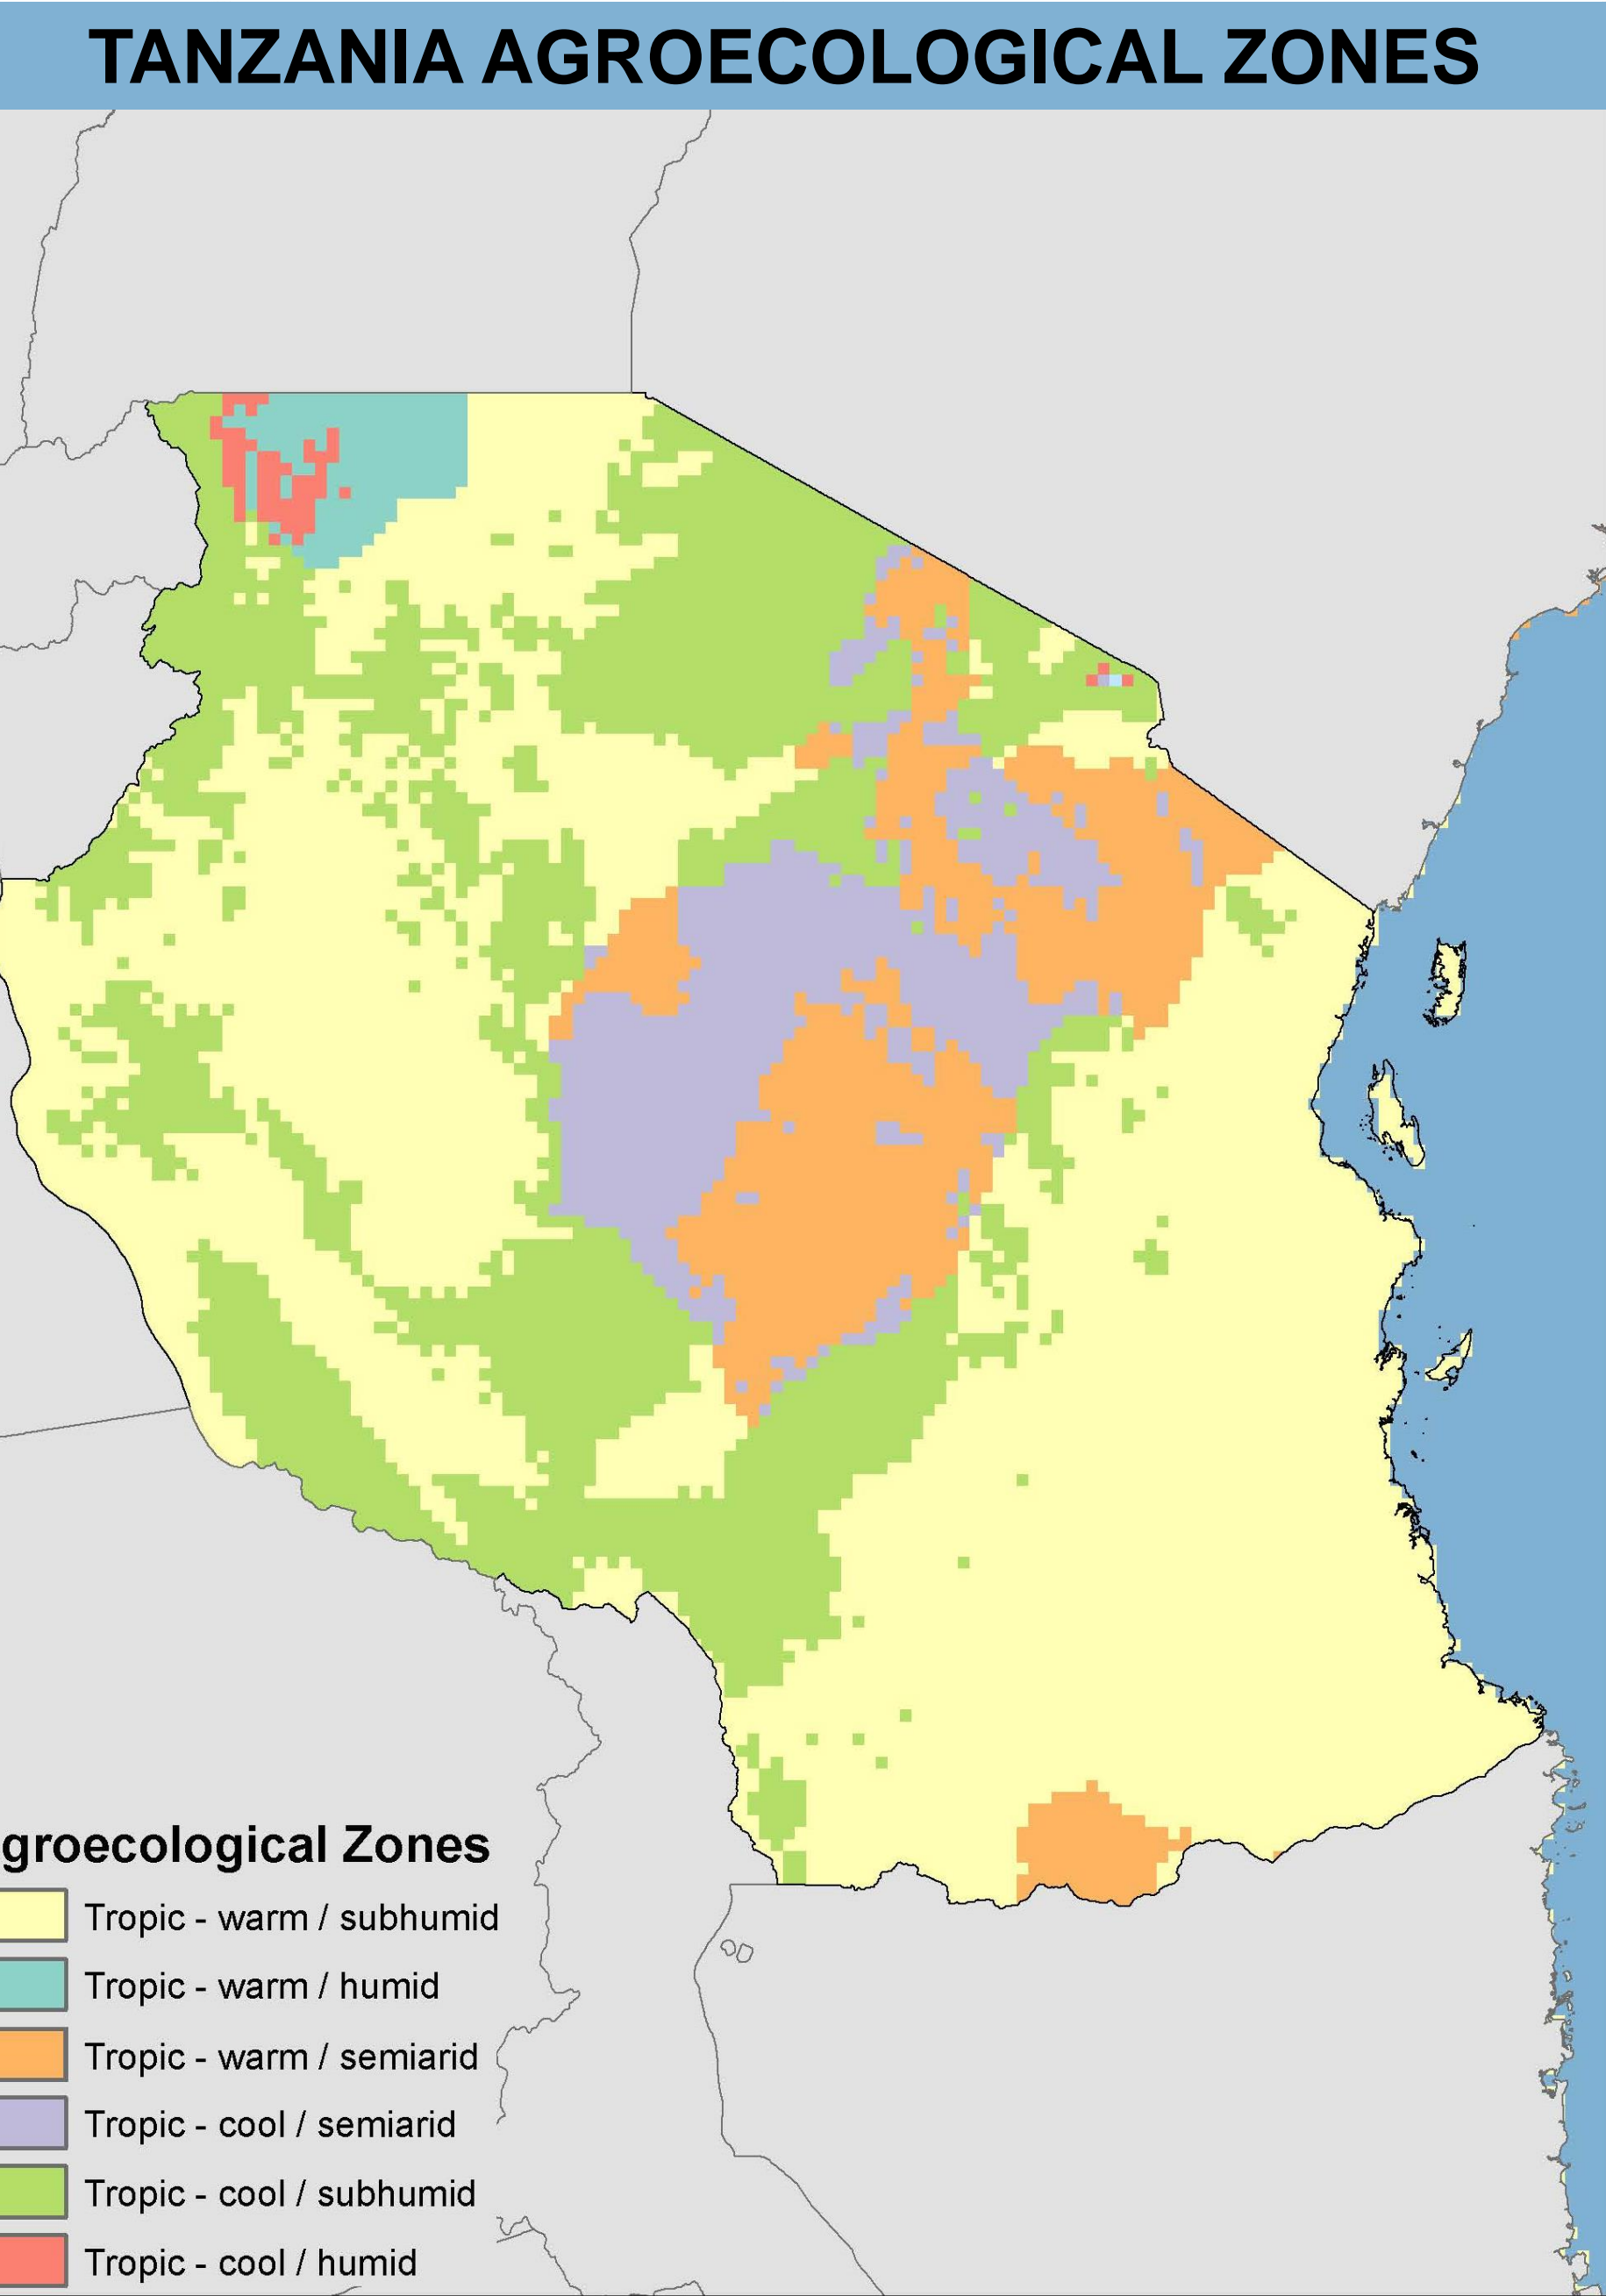 TANZANIA AGROECOLOGICAL ZONES
groecological Zones
Tropic - warm / subhumid
Tropic - warm / humid
Tropic - warm / semiarid
Tropic - cool / semiarid
Tropic - cool / subhumid
Tropic - cool / humid